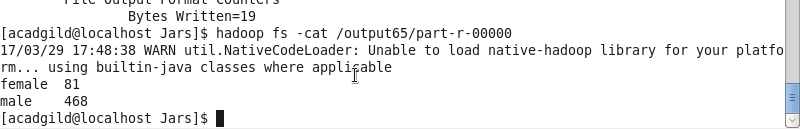 File Output Format Counters
Bytes Written=19
[acadgild@localhost Jars]$ hadoop fs -cat /output65/part-r-00000
17/03/29 17:48:38 WARN util.NativeCodeLoader: Unable to load native-hadoop library for your platfo
rm... using builtin-java classes where applicable
female  81
male    468
[acadgild@localhost Jars]$